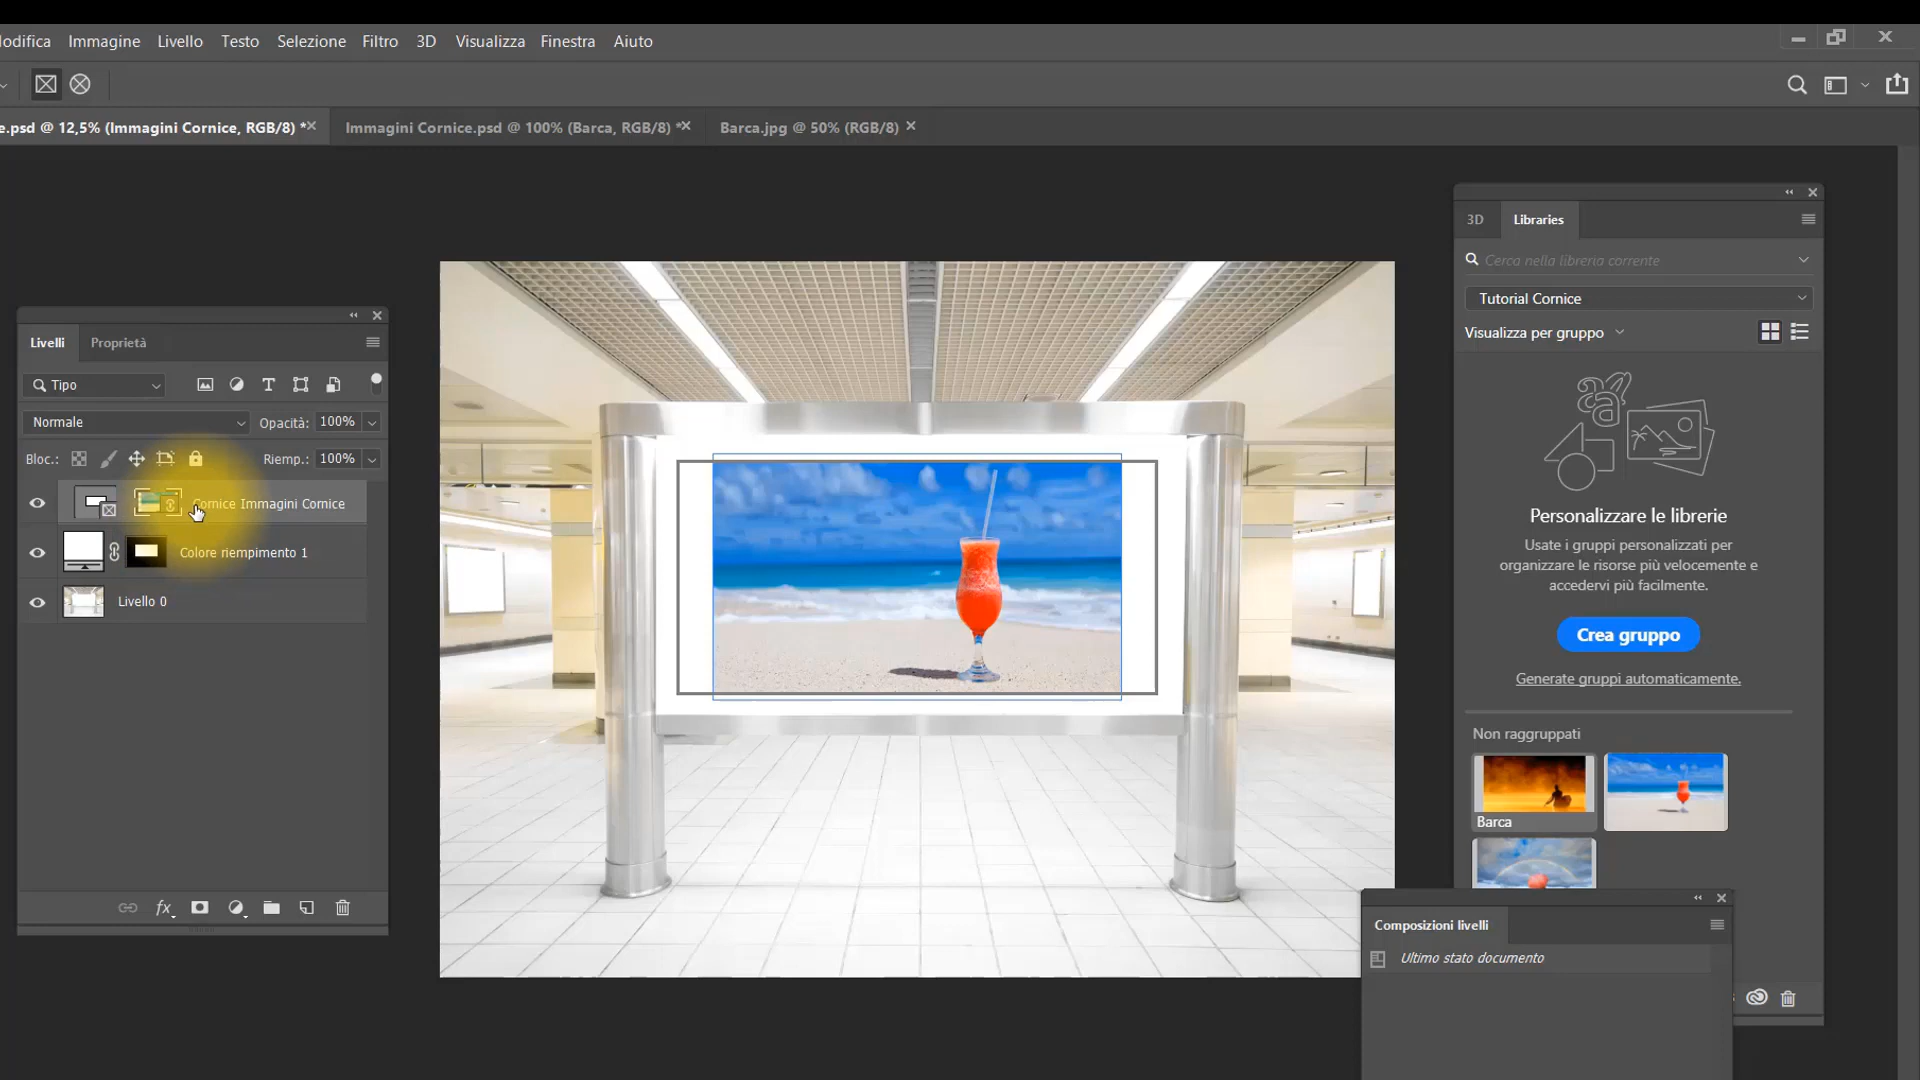 odifica Immagine Livello Testo Selezione Filtro 3D Visualizza Finestra Aiuto
e.psd @ 12,5% (Immagini Cornice, RGB/8) * Immagini Cornice.psd @ 100% (Barca, RGB/8) * Barca.jpg @ 50% (RGB/8)
Livelli Proprietà
Tipo
Normale Opacità: 100%
Bloc.: Riemp.: 100%
Cornice Immagini Cornice
Colore riempimento 1
Livello 0
3D Libraries
Cerca nella libreria corrente
Tutorial Cornice
Visualizza per gruppo
Personalizzare le librerie
Usate i gruppi personalizzati per
organizzare le risorse più velocemente e
accedervi più facilmente.
Crea gruppo
Generate gruppi automaticamente.
Non raggruppati
Barca
Composizioni livelli
Ultimo stato documento